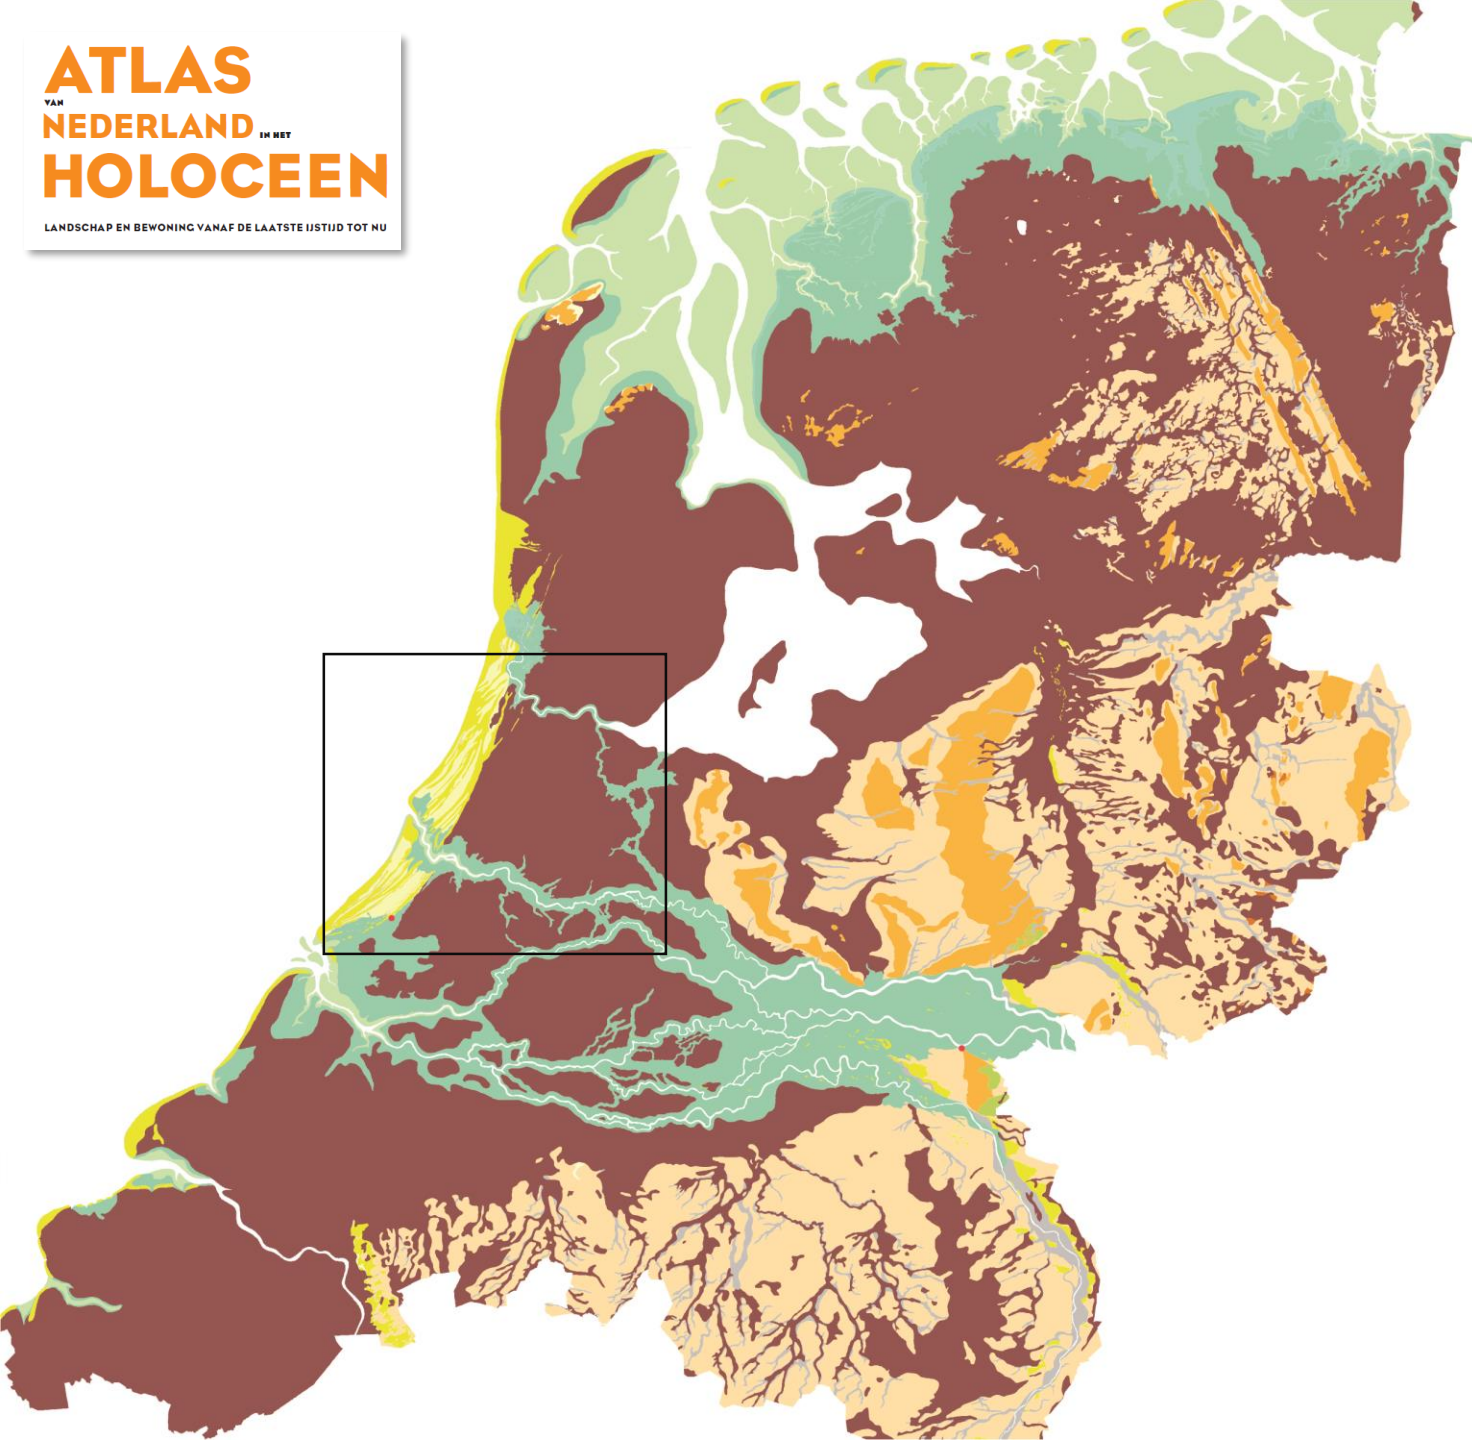 ATLAS
VAN
NEDERLAND IN HET
HOLOCEEN
LANDSCHAP EN BEWONING VANAF DE LAATSTE IJSTIJD TOT NU